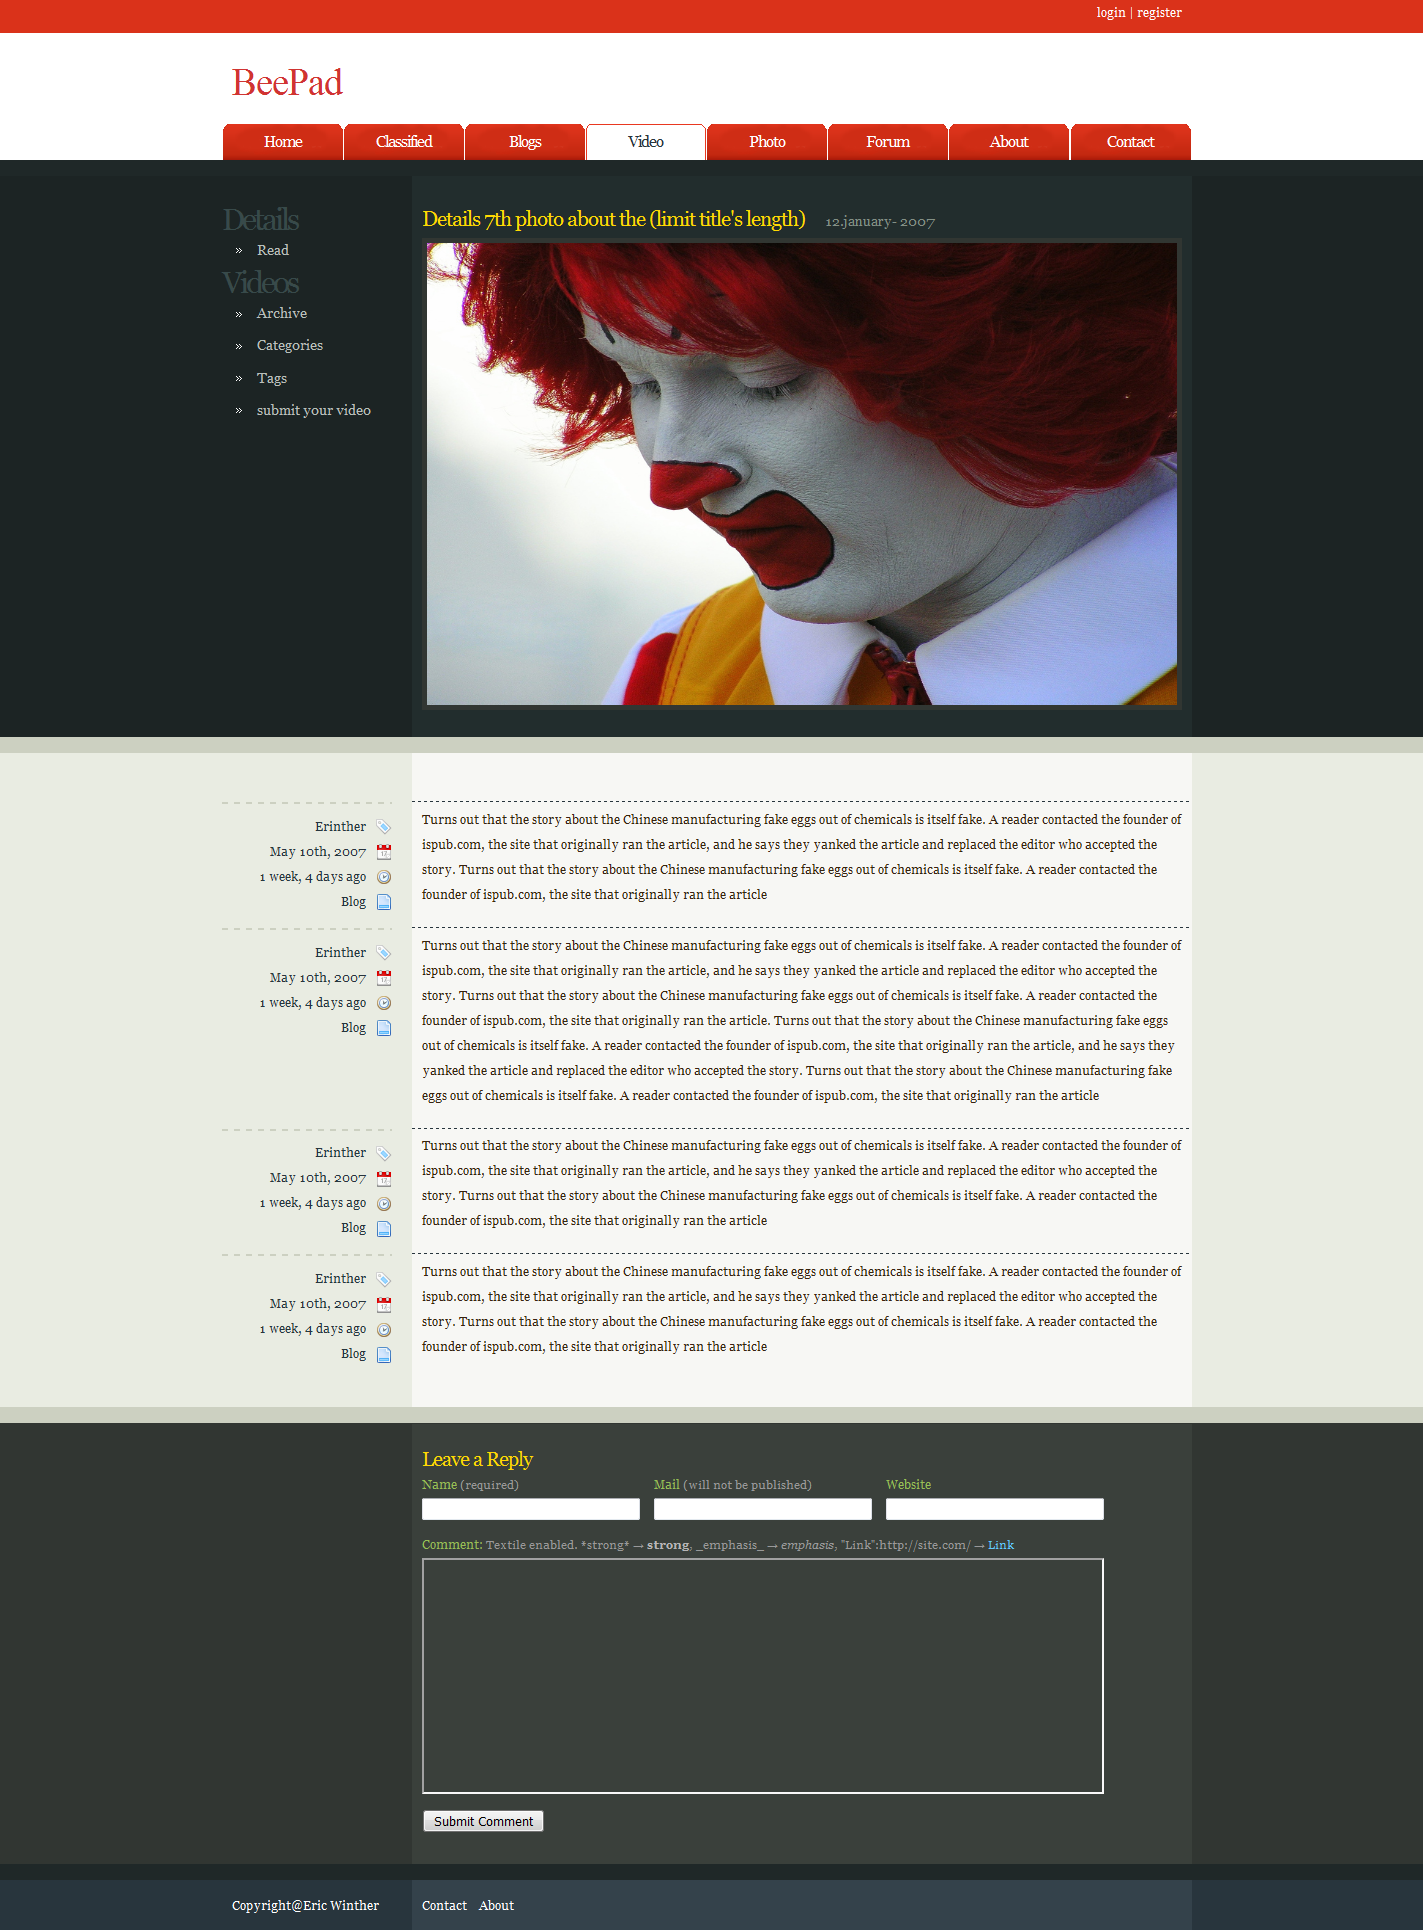 login | register
BeePad
Home Classified Blogs Video Photo Forum About Contact
Details
» Read
Videos
» Archive
» Categories
» Tags
» submit your video
Details 7th photo about the (limit title's length) 12.january- 2007
Erinther
May 10th, 2007
1 week, 4 days ago
Blog
Turns out that the story about the Chinese manufacturing fake eggs out of chemicals is itself fake. A reader contacted the founder of
ispub.com, the site that originally ran the article, and he says they yanked the article and replaced the editor who accepted the
story. Turns out that the story about the Chinese manufacturing fake eggs out of chemicals is itself fake. A reader contacted the
founder of ispub.com, the site that originally ran the article
Erinther
May 10th, 2007
1 week, 4 days ago
Blog
Turns out that the story about the Chinese manufacturing fake eggs out of chemicals is itself fake. A reader contacted the founder of
ispub.com, the site that originally ran the article, and he says they yanked the article and replaced the editor who accepted the
story. Turns out that the story about the Chinese manufacturing fake eggs out of chemicals is itself fake. A reader contacted the
founder of ispub.com, the site that originally ran the article. Turns out that the story about the Chinese manufacturing fake eggs
out of chemicals is itself fake. A reader contacted the founder of ispub.com, the site that originally ran the article, and he says they
yanked the article and replaced the editor who accepted the story. Turns out that the story about the Chinese manufacturing fake
eggs out of chemicals is itself fake. A reader contacted the founder of ispub.com, the site that originally ran the article
Erinther
May 10th, 2007
1 week, 4 days ago
Blog
Turns out that the story about the Chinese manufacturing fake eggs out of chemicals is itself fake. A reader contacted the founder of
ispub.com, the site that originally ran the article, and he says they yanked the article and replaced the editor who accepted the
story. Turns out that the story about the Chinese manufacturing fake eggs out of chemicals is itself fake. A reader contacted the
founder of ispub.com, the site that originally ran the article
Erinther
May 10th, 2007
1 week, 4 days ago
Blog
Turns out that the story about the Chinese manufacturing fake eggs out of chemicals is itself fake. A reader contacted the founder of
ispub.com, the site that originally ran the article, and he says they yanked the article and replaced the editor who accepted the
story. Turns out that the story about the Chinese manufacturing fake eggs out of chemicals is itself fake. A reader contacted the
founder of ispub.com, the site that originally ran the article
Leave a Reply
Name (required) Mail (will not be published) Website
Comment: Textile enabled. *strong* → strong, _emphasis_ → emphasis, "Link":http://site.com/ → Link
Submit Comment
Copyright@Eric Winther Contact About